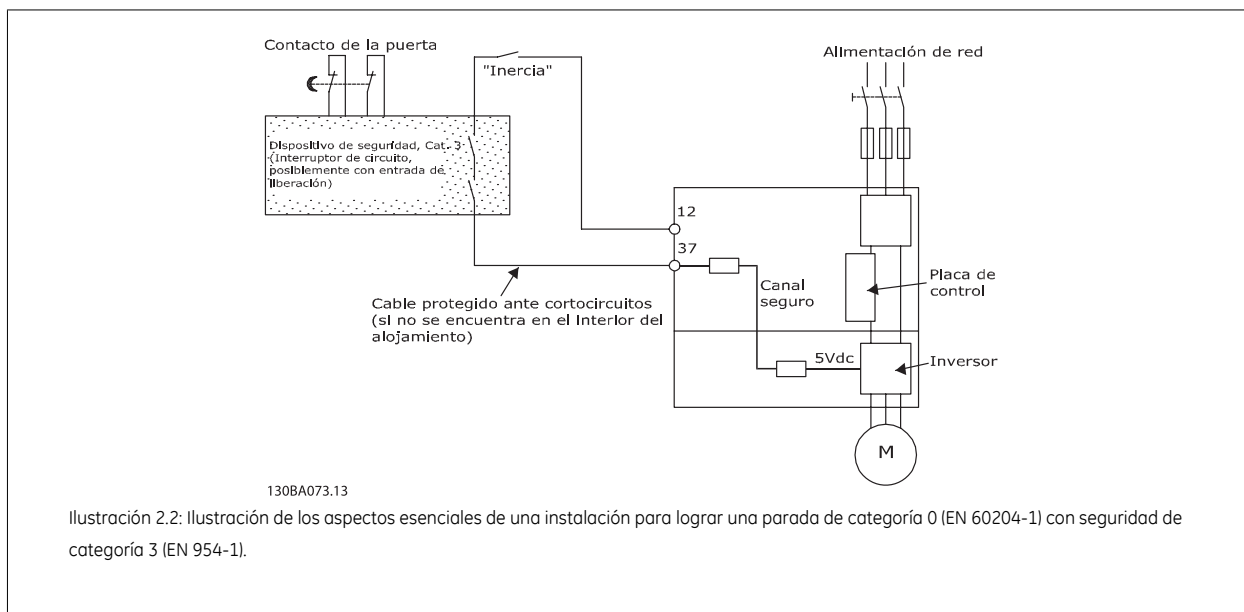 Contacto de la puerta
"Inercia"
Alimentación de red
Dispositivo de seguridad, Cat. 3
(Interruptor de circuito,
posiblemente con entrada de
liberación)
12
37
Canal
seguro
Placa de
control
Cable protegido ante cortocircuitos
(si no se encuentra en el interior del
alojamiento)
5Vdc
Inversor
M
130BA073.13
Ilustración 2.2: Ilustración de los aspectos esenciales de una instalación para lograr una parada de categoría 0 (EN 60204-1) con seguridad de
categoría 3 (EN 954-1).